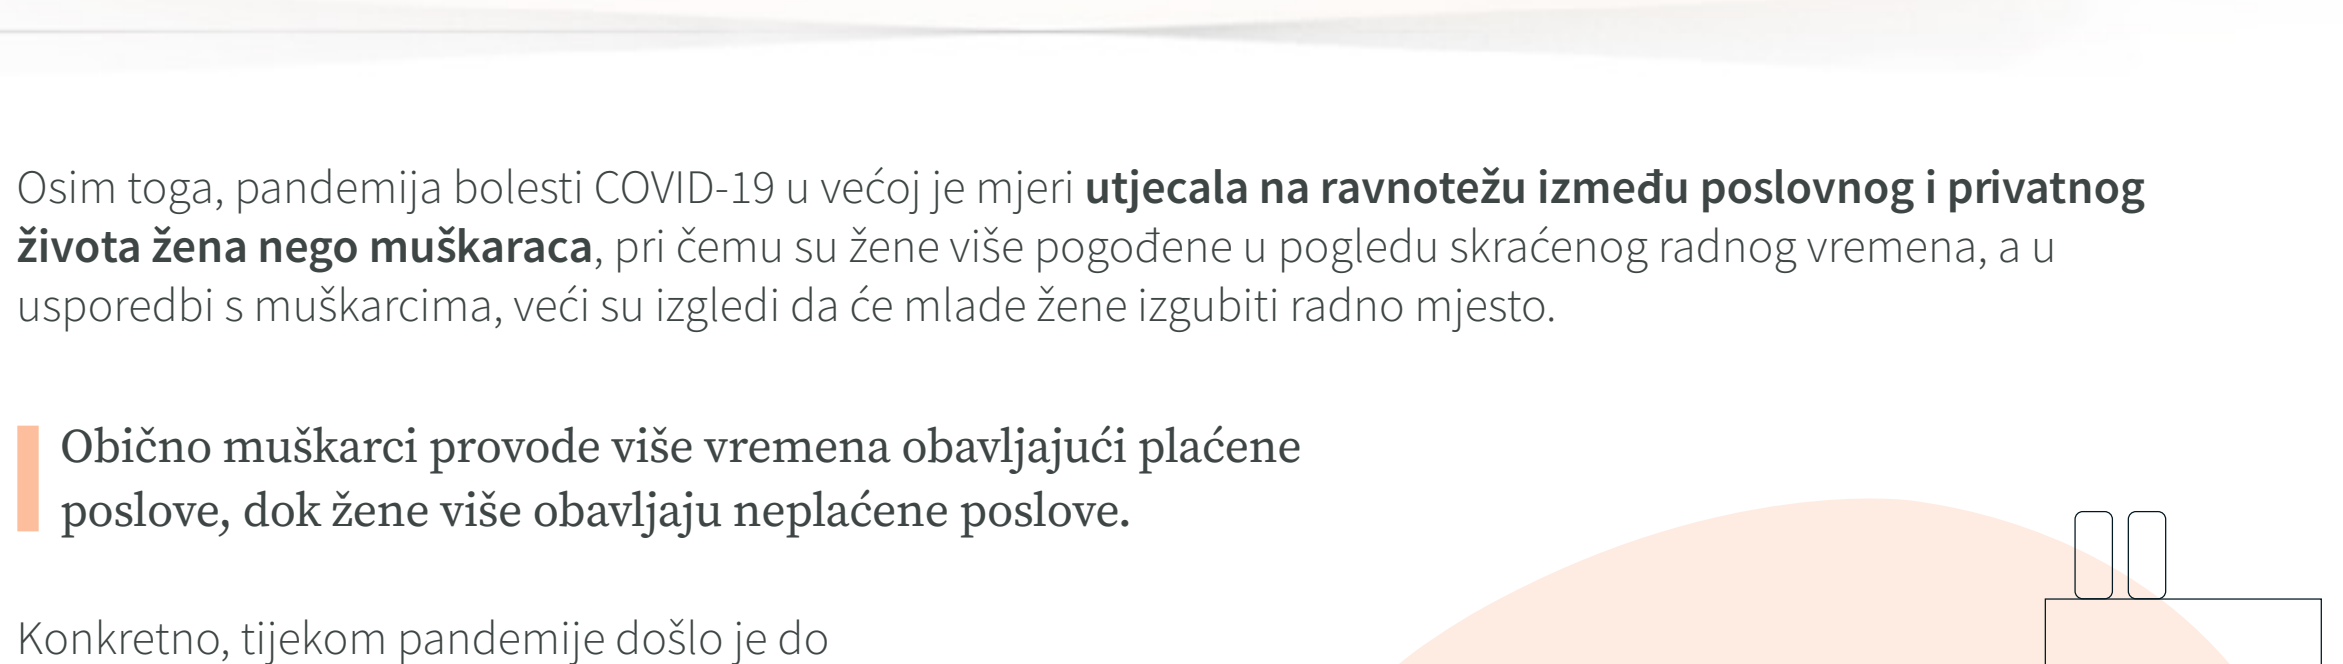 Osim toga, pandemija bolesti COVID-19 u većoj je mjeri utjecala na ravnotežu između poslovnog i privatnog
života žena nego muškaraca, pri čemu su žene više pogođene u pogledu skraćenog radnog vremena, a u
usporedbi s muškarcima, veći su izgledi da će mlade žene izgubiti radno mjesto.
Obično muškarci provode više vremena obavljajući plaćene
poslove, dok žene više obavljaju neplaćene poslove.
Konkretno, tijekom pandemije došlo je do